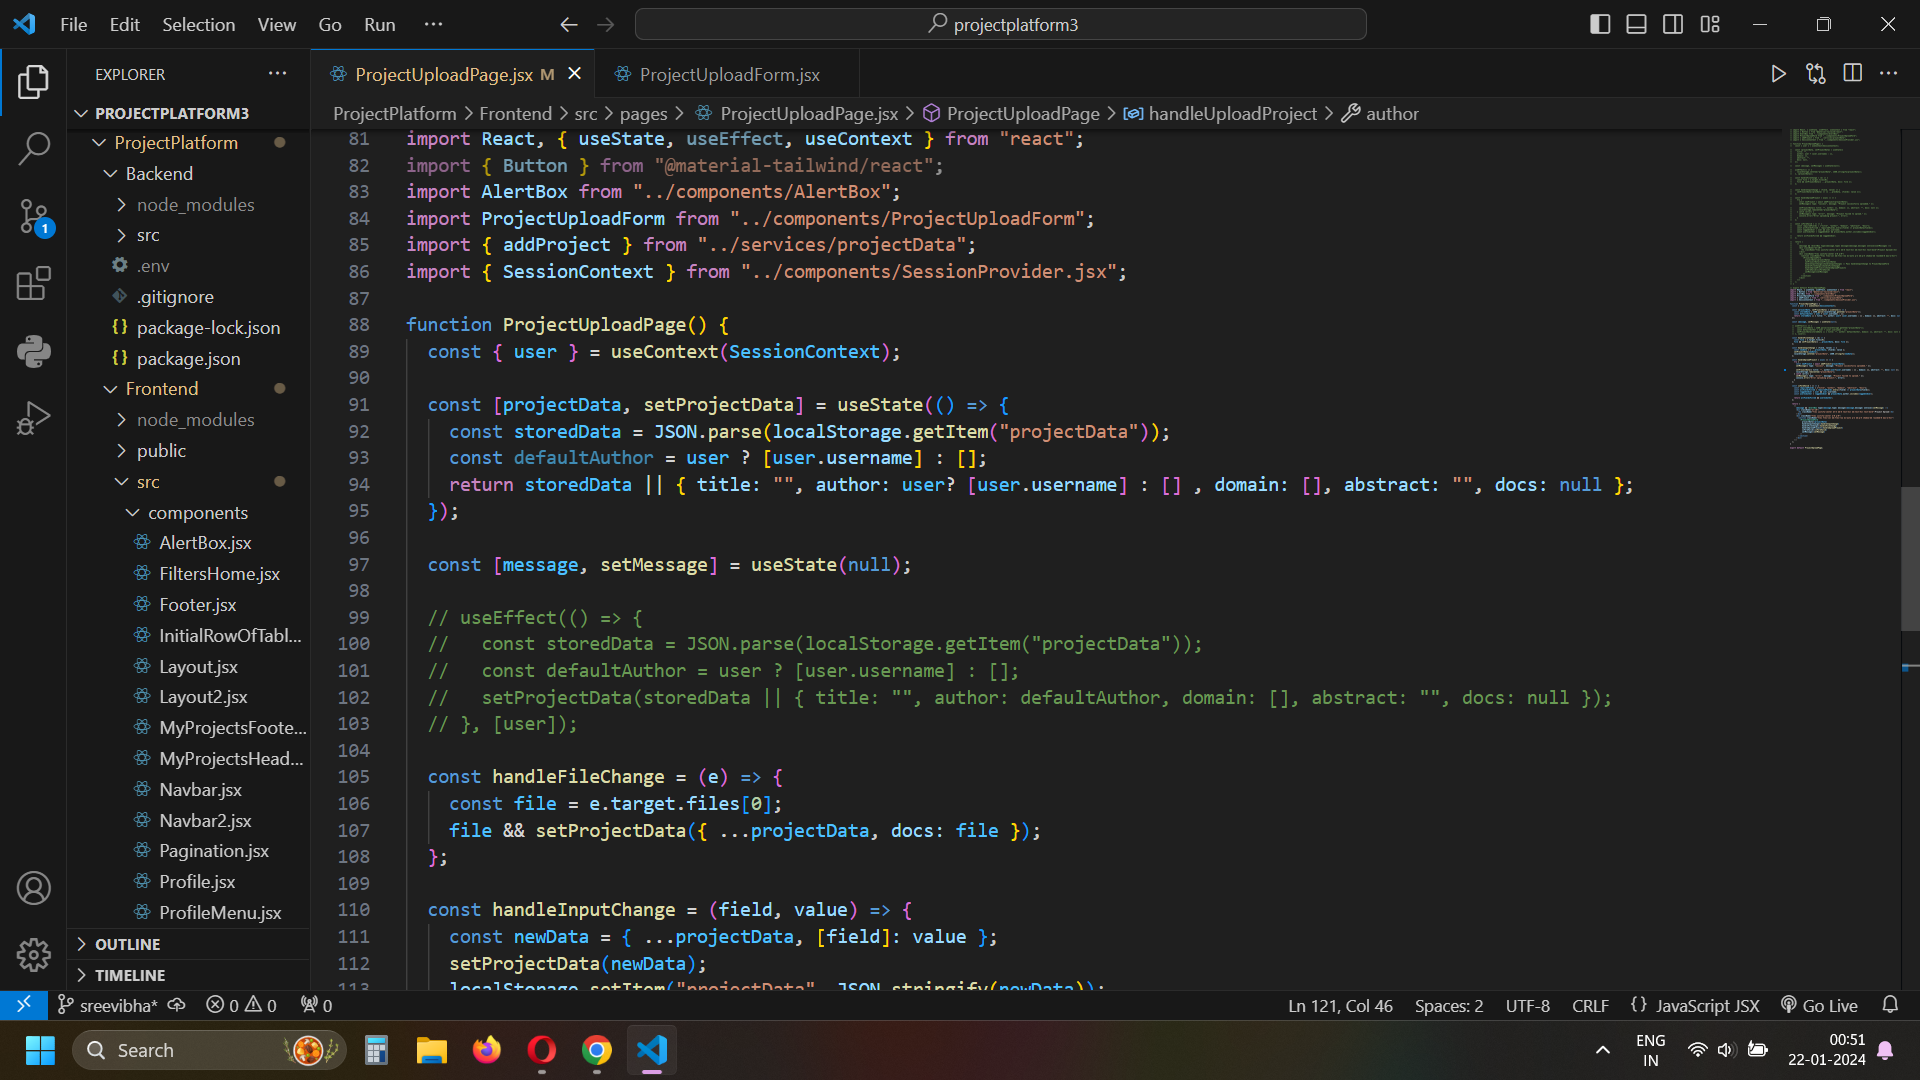 File Edit Selection View Go Run ···
projectplatform3
EXPLORER
ProjectUploadPage.jsx M
ProjectUploadForm.jsx
PROJECTPLATFORM3
ProjectPlatform > Frontend > src > pages > ProjectUploadPage.jsx > ProjectUploadPage > handleUploadProject > author
ProjectPlatform
Backend
node_modules
src
.env
.gitignore
package-lock.json
package.json
Frontend
node_modules
public
src
components
AlertBox.jsx
FiltersHome.jsx
Footer.jsx
InitialRowOfTabl...
Layout.jsx
Layout2.jsx
MyProjectsFoote...
MyProjectsHead...
Navbar.jsx
Navbar2.jsx
Pagination.jsx
Profile.jsx
ProfileMenu.jsx
OUTLINE
TIMELINE
1
81 import React, { useState, useEffect, useContext } from "react";
82 import { Button } from "@material-tailwind/react";
83 import AlertBox from "../components/AlertBox";
84 import ProjectUploadForm from "../components/ProjectUploadForm";
85 import { addProject } from "../services/projectData";
86 import { SessionContext } from "../components/SessionProvider.jsx";
87
88 function ProjectUploadPage() {
89 const { user } = useContext(SessionContext);
90
91 const [projectData, setProjectData] = useState(() => {
92 const storedData = JSON.parse(localStorage.getItem("projectData"));
93 const defaultAuthor = user ? [user.username] : [];
94 return storedData || { title: "", author: user? [user.username] : [] , domain: [], abstract: "", docs: null };
95 });
96
97 const [message, setMessage] = useState(null);
98
99 // useEffect(() => {
100 //   const storedData = JSON.parse(localStorage.getItem("projectData"));
101 //   const defaultAuthor = user ? [user.username] : [];
102 //   setProjectData(storedData || { title: "", author: defaultAuthor, domain: [], abstract: "", docs: null });
103 // }, [user]);
104
105 const handleFileChange = (e) => {
106 const file = e.target.files[0];
107 file && setProjectData({ ...projectData, docs: file });
108 };
109
110 const handleInputChange = (field, value) => {
111 const newData = { ...projectData, [field]: value };
112 setProjectData(newData);
113 localStorage.setItem("projectData", JSON.stringify(newData));
sreevibha* 0 0 0
Ln 121, Col 46 Spaces: 2 UTF-8 CRLF {} JavaScript JSX Go Live
Search
ENG
IN
00:51
22-01-2024